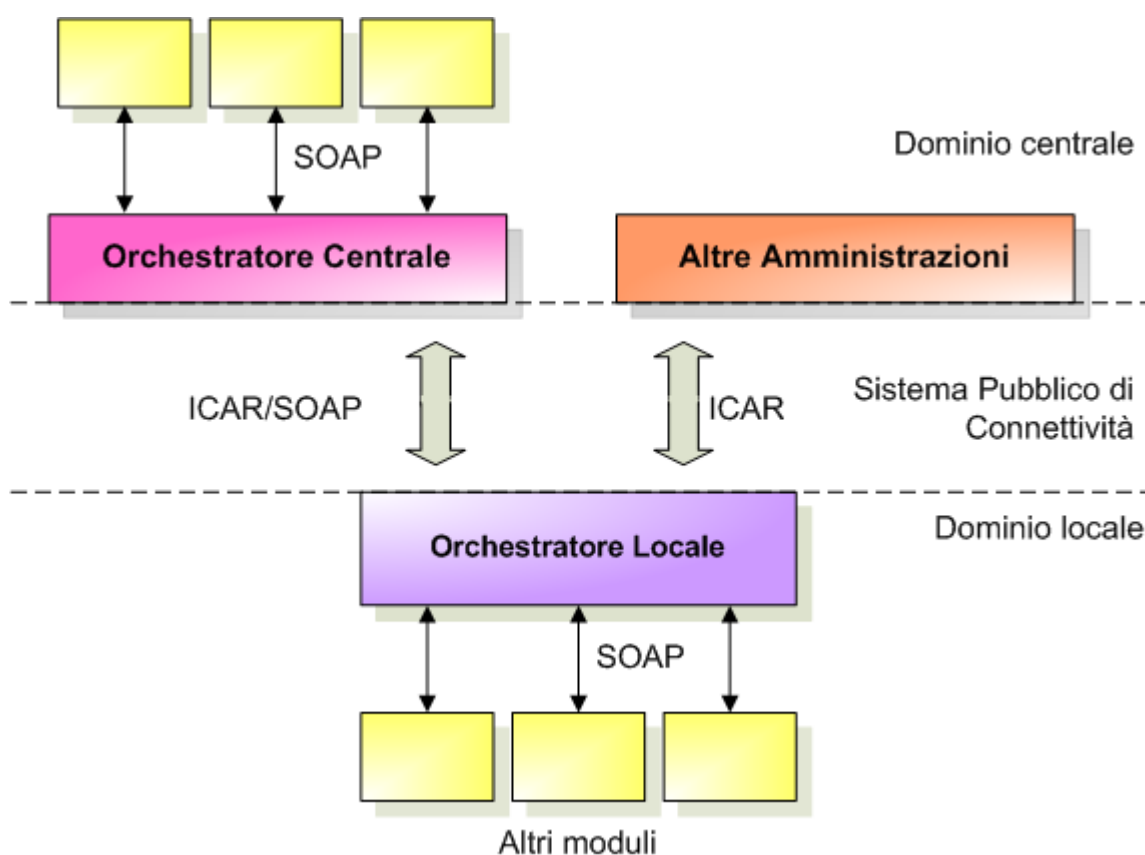 SOAP
Dominio centrale
Orchestratore Centrale
Altre Amministrazioni
ICAR/SOAP
ICAR
Sistema Pubblico di
Connettività
Dominio locale
Orchestratore Locale
SOAP
Altri moduli